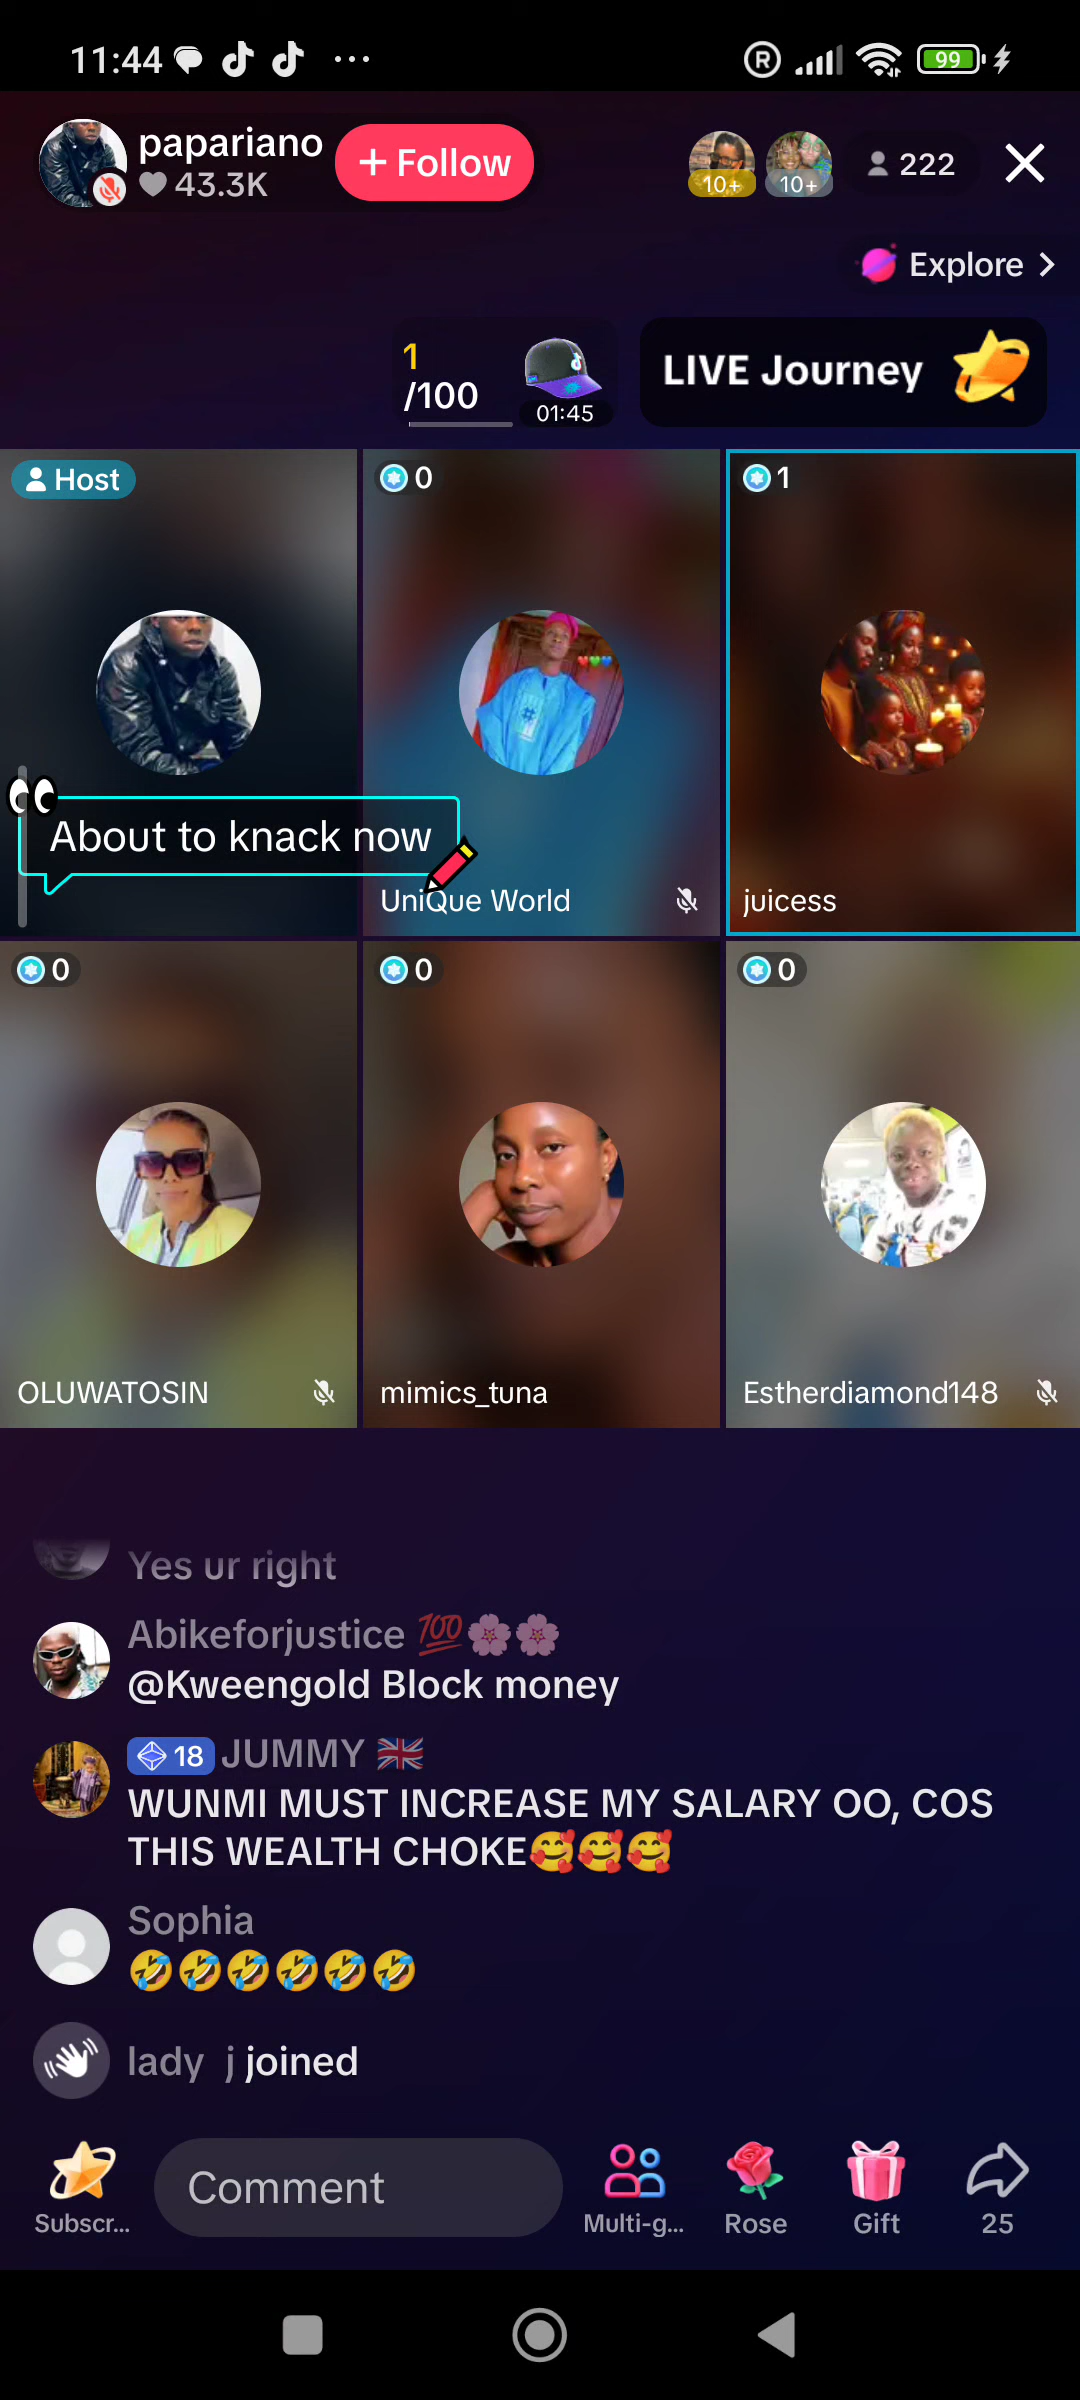 11:44
99
papariano
43.3K
+ Follow
10+
10+
222
Explore
1
/100
01:45
LIVE Journey
Host
0
1
About to knack now
UniQue World
juicess
0
0
0
OLUWATOSIN
mimics_tuna
Estherdiamond148
Yes ur right
Abikeforjustice 💯🌸🌸
@Kweengold Block money
18 JUMMY 🇬🇧
WUNMI MUST INCREASE MY SALARY OO, COS
THIS WEALTH CHOKE🥰🥰🥰
Sophia
🤣🤣🤣🤣🤣🤣
lady j joined
Subscr...
Comment
Multi-g...
Rose
Gift
25